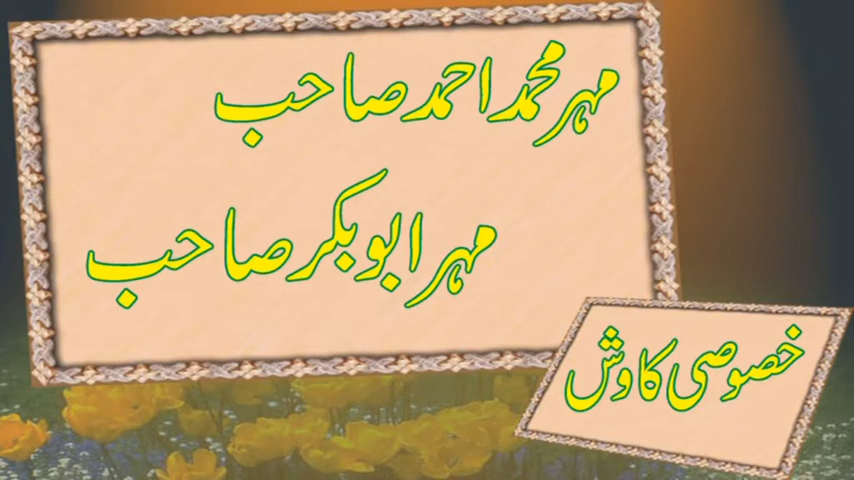 مہر محمد احمد صاحب
مہر ابوبکر صاحب
خصوصی کاوش